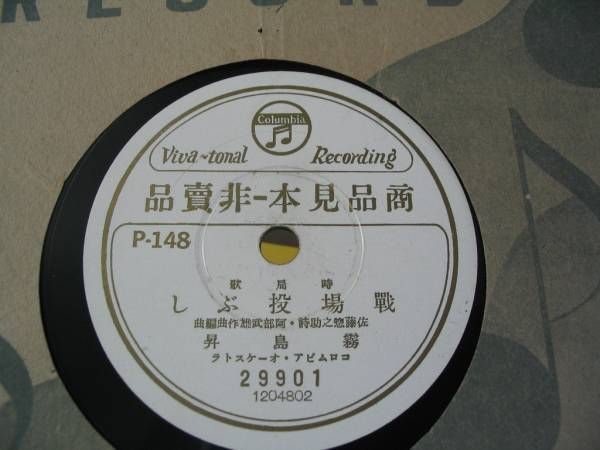 RECORD
Columbia
Viva-tonal Recording
商品見本-非賣品
P-148
時局歌
戰場投ぶし
佐藤惣之助詩・阿部武雄作曲編曲
霧島昇
コロムビア・オーケストラ
29901
1204802